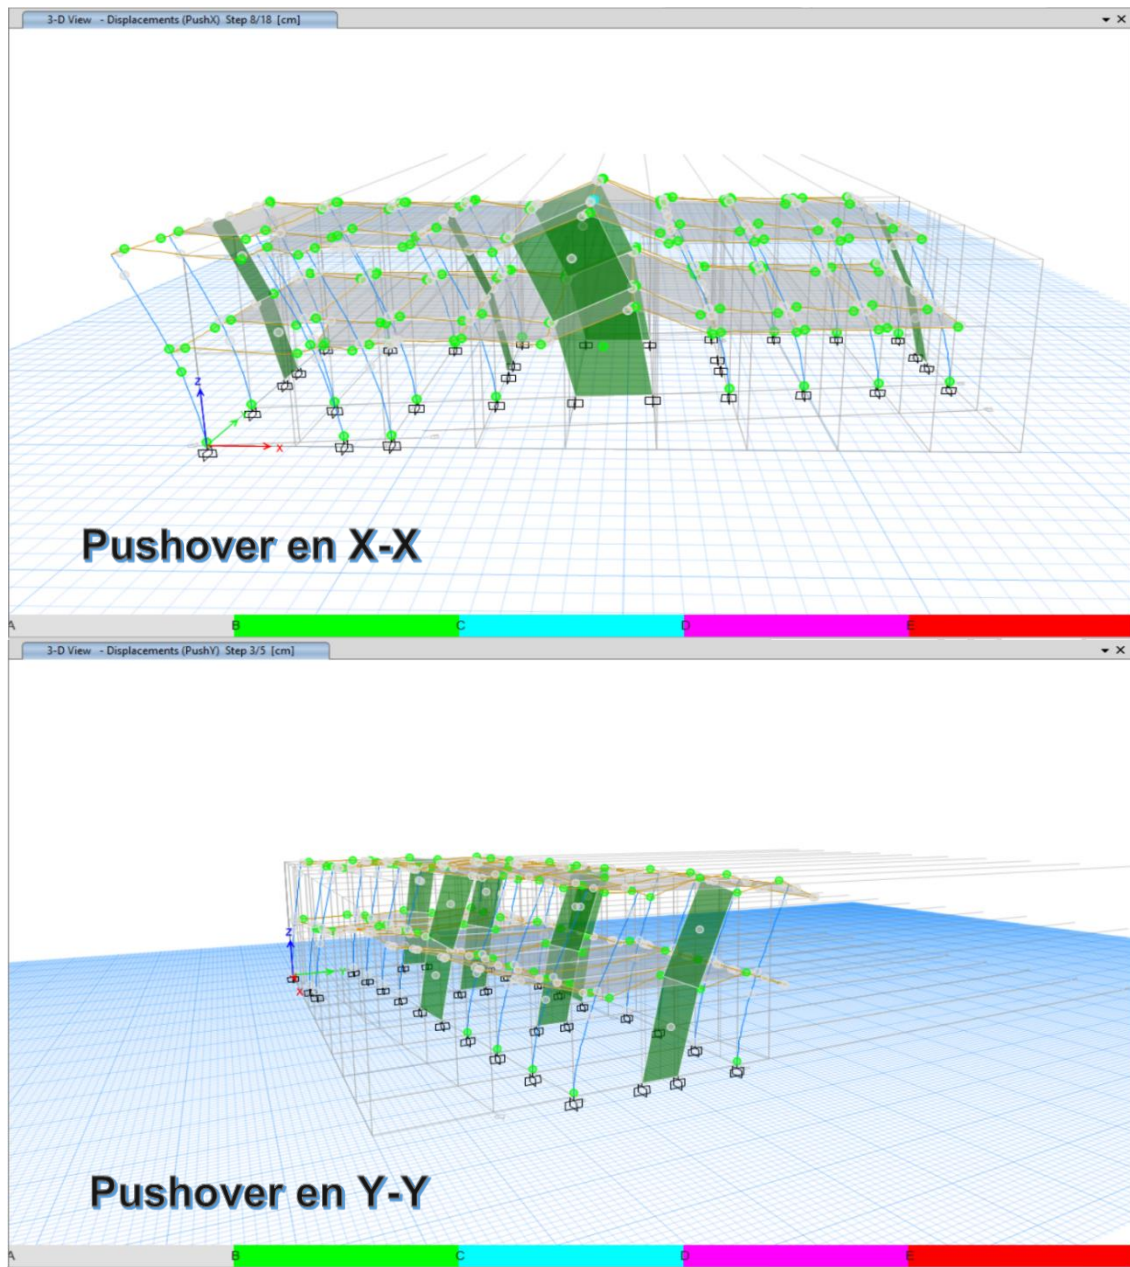 3-D View - Displacements (PushX) Step 8/18 [cm]
Z
Y
X
Pushover en X-X
A B C D E
3-D View - Displacements (PushY) Step 3/5 [cm]
Z
Y
X
Pushover en Y-Y
A B C D E